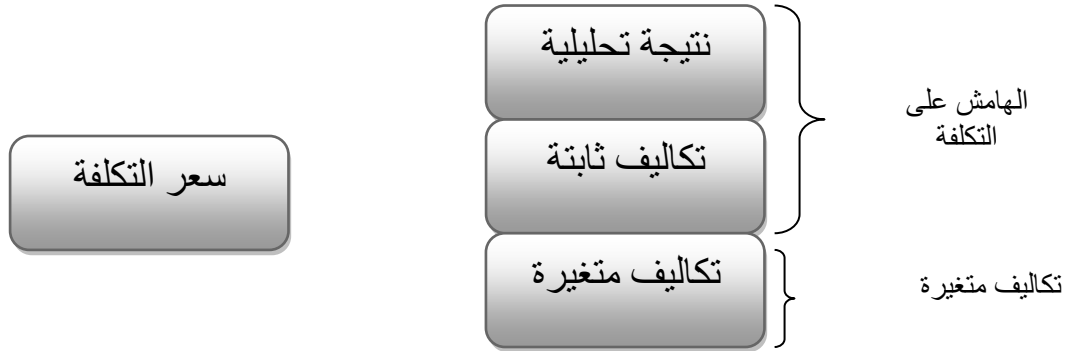 نتيجة تحليلية
الهامش على
التكلفة
تكاليف ثابتة
سعر التكلفة
تكاليف متغيرة
تكاليف متغيرة